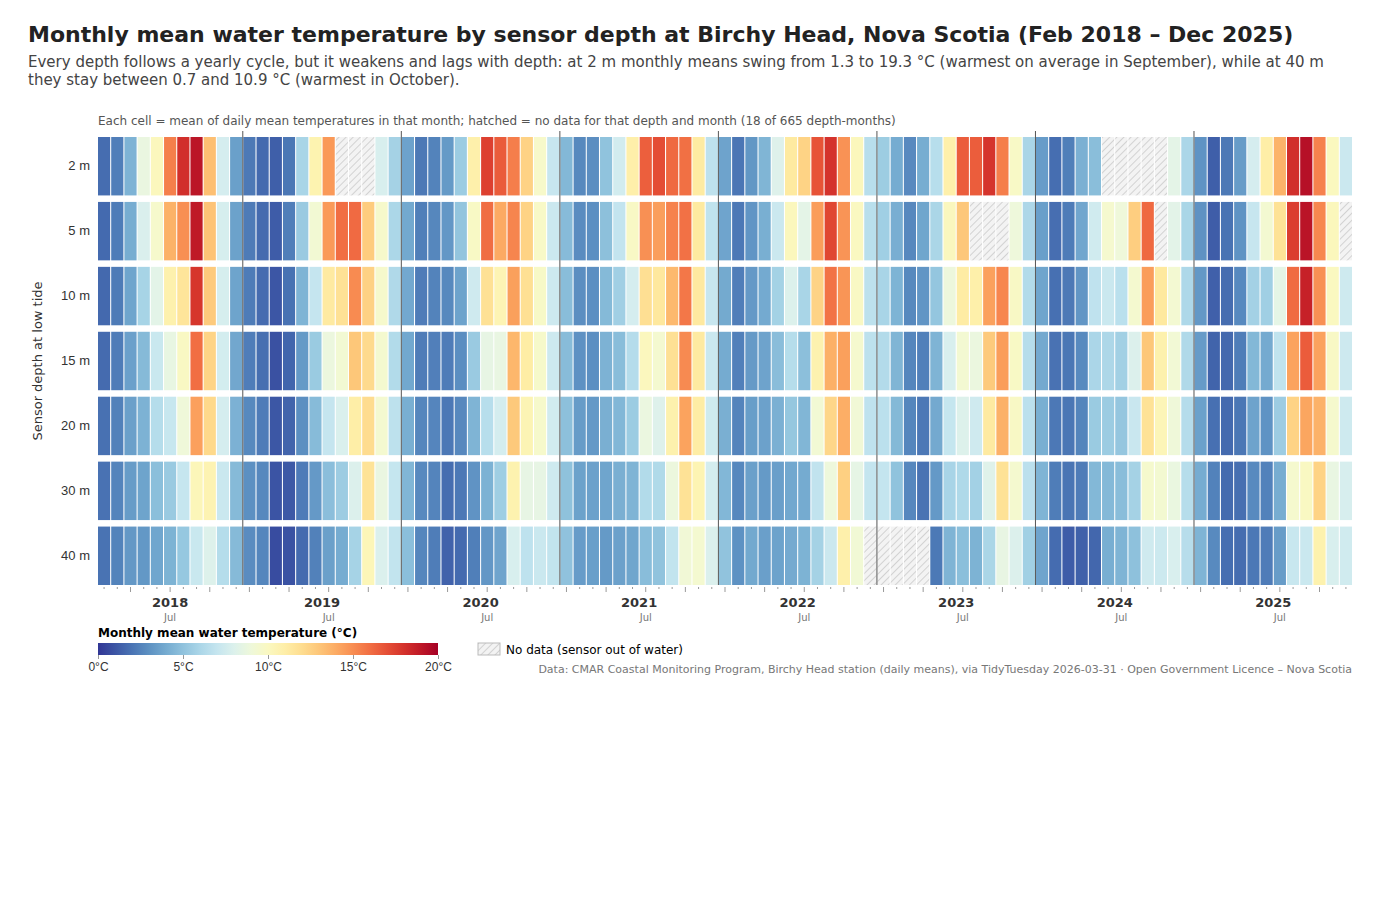 Monthly mean water temperature by sensor depth at Birchy Head, Nova Scotia (Feb 2018 – Dec 2025)
Every depth follows a yearly cycle, but it weakens and lags with depth: at 2 m monthly means swing from 1.3 to 19.3 °C (warmest on average in September), while at 40 m
they stay between 0.7 and 10.9 °C (warmest in October).
Each cell = mean of daily mean temperatures in that month; hatched = no data for that depth and month (18 of 665 depth-months)
Sensor depth at low tide
2 m
5 m
10 m
15 m
20 m
30 m
40 m
2018 2019 2020 2021 2022 2023 2024 2025
Jul Jul Jul Jul Jul Jul Jul Jul
Monthly mean water temperature (°C)
0°C 5°C 10°C 15°C 20°C
No data (sensor out of water)
Data: CMAR Coastal Monitoring Program, Birchy Head station (daily means), via TidyTuesday 2026-03-31 · Open Government Licence – Nova Scotia